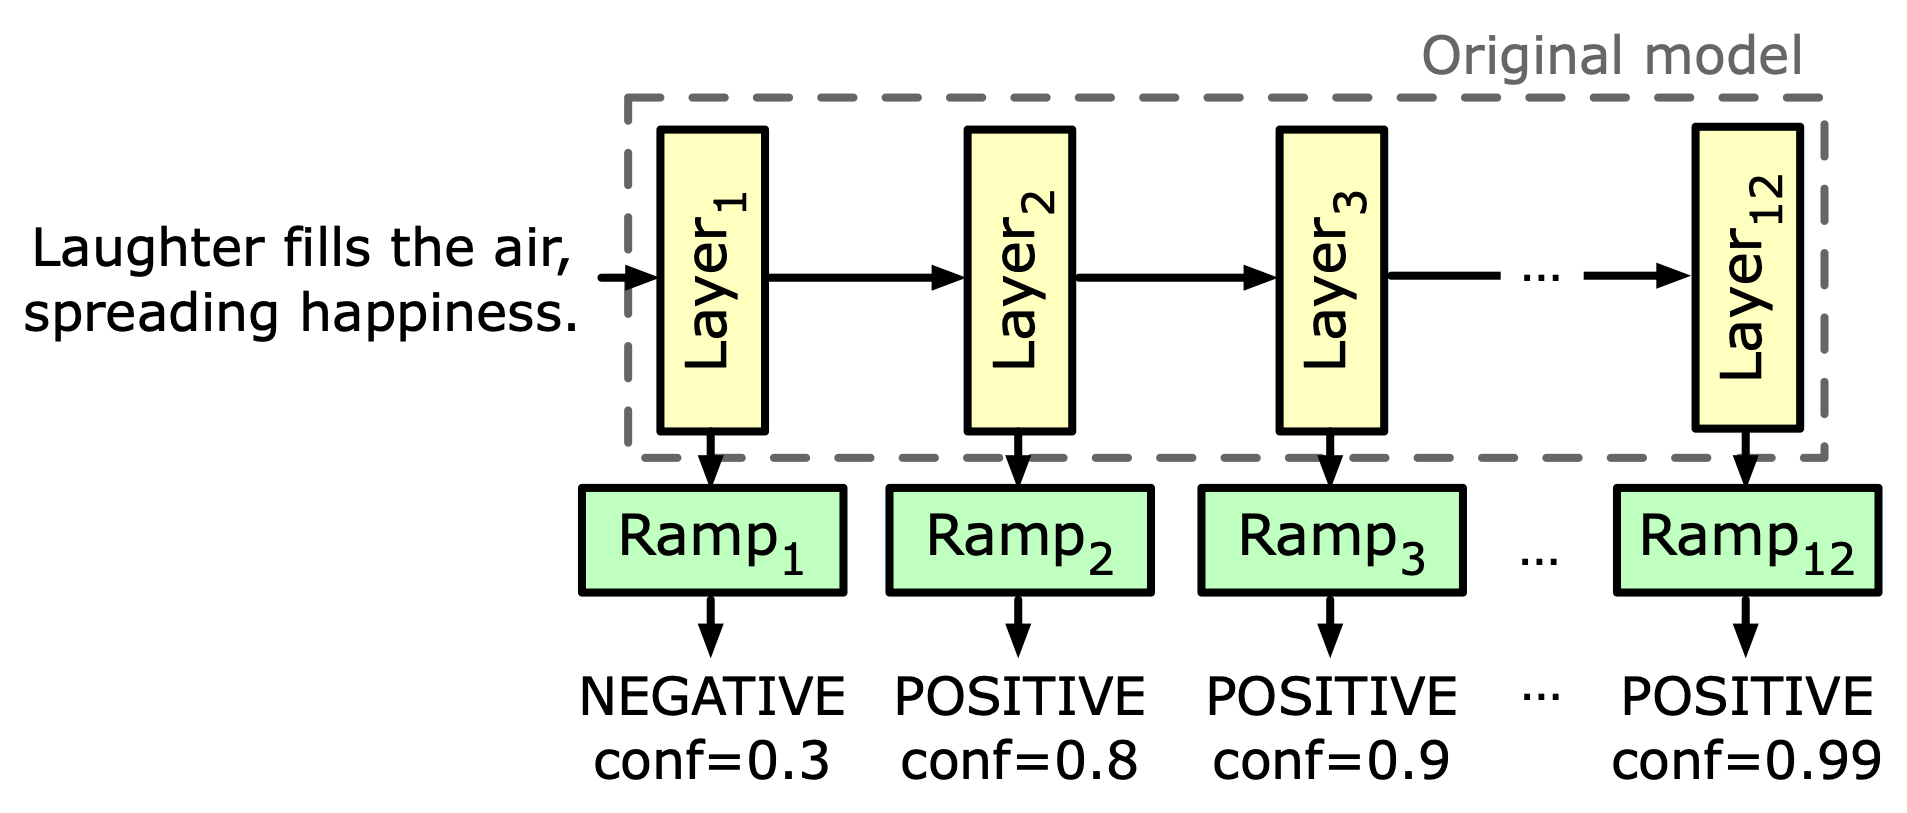 Original model
Laughter fills the air,
spreading happiness.
Layer₁
Layer₂
Layer₃
...
Layer₁₂
Ramp₁
Ramp₂
Ramp₃
...
Ramp₁₂
NEGATIVE
conf=0.3
POSITIVE
conf=0.8
POSITIVE
conf=0.9
...
POSITIVE
conf=0.99